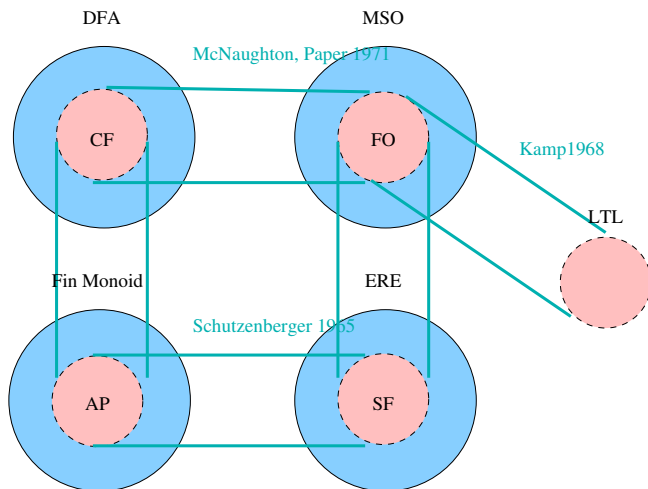 DFA
MSO
McNaughton, Paper 1971
CF
FO
Kamp1968
LTL
Fin Monoid
ERE
Schutzenberger 1965
AP
SF